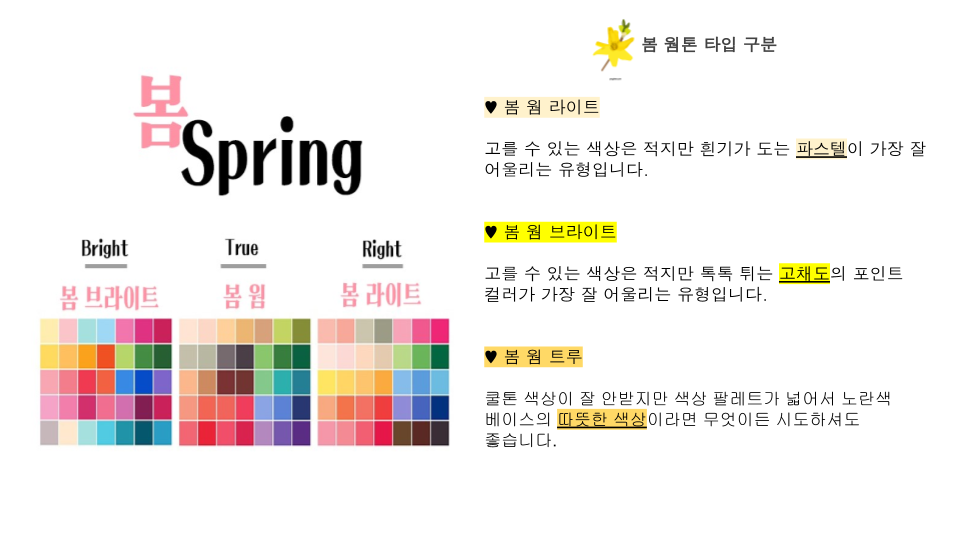 봄 웜톤 타입 구분
봄
Spring
Bright
True
Right
봄 브라이트
봄 웜
봄 라이트
♥ 봄 웜 라이트
고를 수 있는 색상은 적지만 흰기가 도는 파스텔이 가장 잘
어울리는 유형입니다.
♥ 봄 웜 브라이트
고를 수 있는 색상은 적지만 톡톡 튀는 고채도의 포인트
컬러가 가장 잘 어울리는 유형입니다.
♥ 봄 웜 트루
쿨톤 색상이 잘 안받지만 색상 팔레트가 넓어서 노란색
베이스의 따뜻한 색상이라면 무엇이든 시도하셔도
좋습니다.